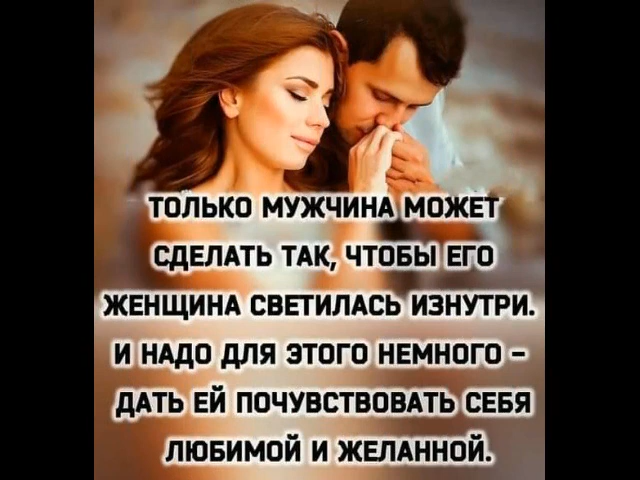 ТОЛЬКО МУЖЧИНА МОЖЕТ
СДЕЛАТЬ ТАК, ЧТОБЫ ЕГО
ЖЕНЩИНА СВЕТИЛАСЬ ИЗНУТРИ.
И НАДО ДЛЯ ЭТОГО НЕМНОГО –
ДАТЬ ЕЙ ПОЧУВСТВОВАТЬ СЕБЯ
ЛЮБИМОЙ И ЖЕЛАННОЙ.